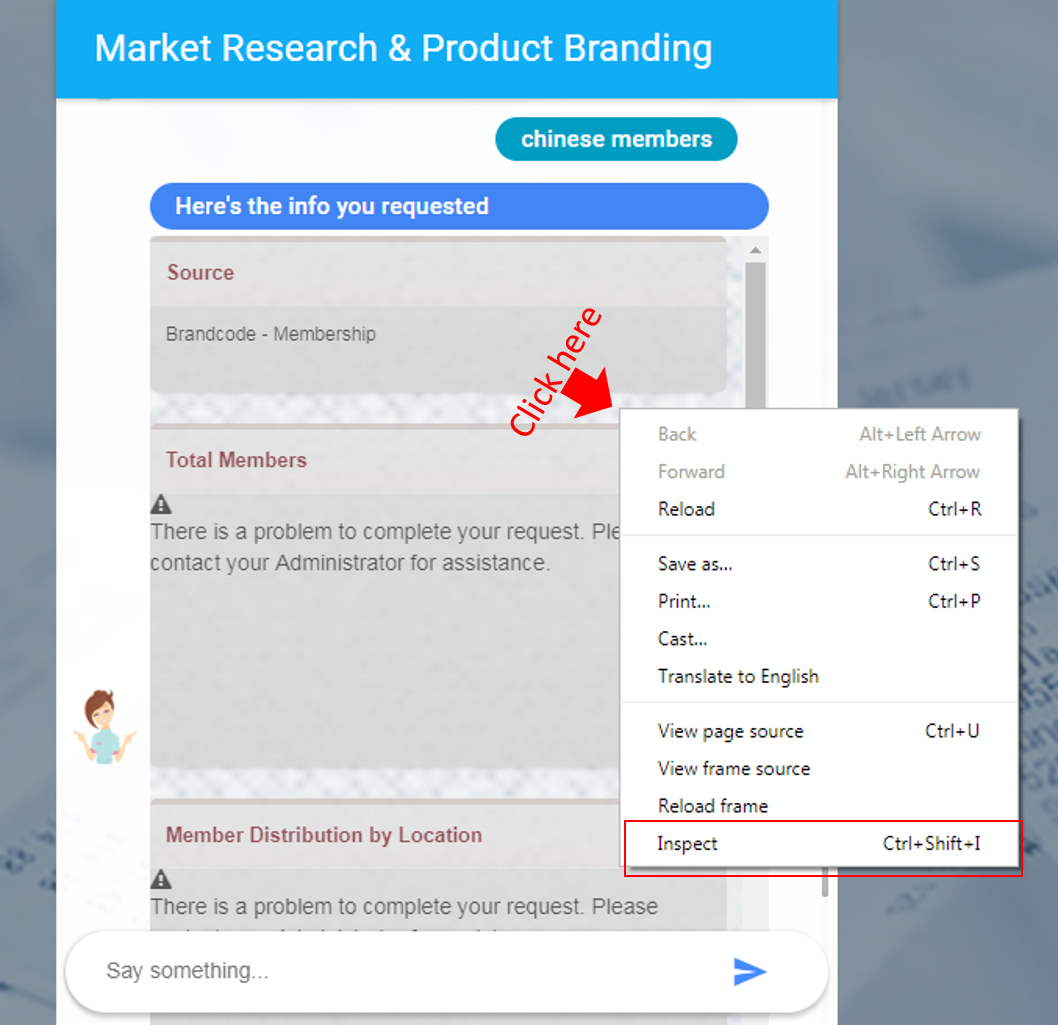 Market Research & Product Branding
chinese members
Here's the info you requested
Source
Brandcode - Membership
Click here
Total Members
There is a problem to complete your request.
contact your Administrator for assistance.
Back Alt+Left Arrow
Forward Alt+Right Arrow
Reload Ctrl+R
Save as... Ctrl+S
Print... Ctrl+P
Cast...
Translate to English
View page source Ctrl+U
View frame source
Reload frame
Inspect Ctrl+Shift+I
Member Distribution by Location
There is a problem to complete your request. Please
Say something...